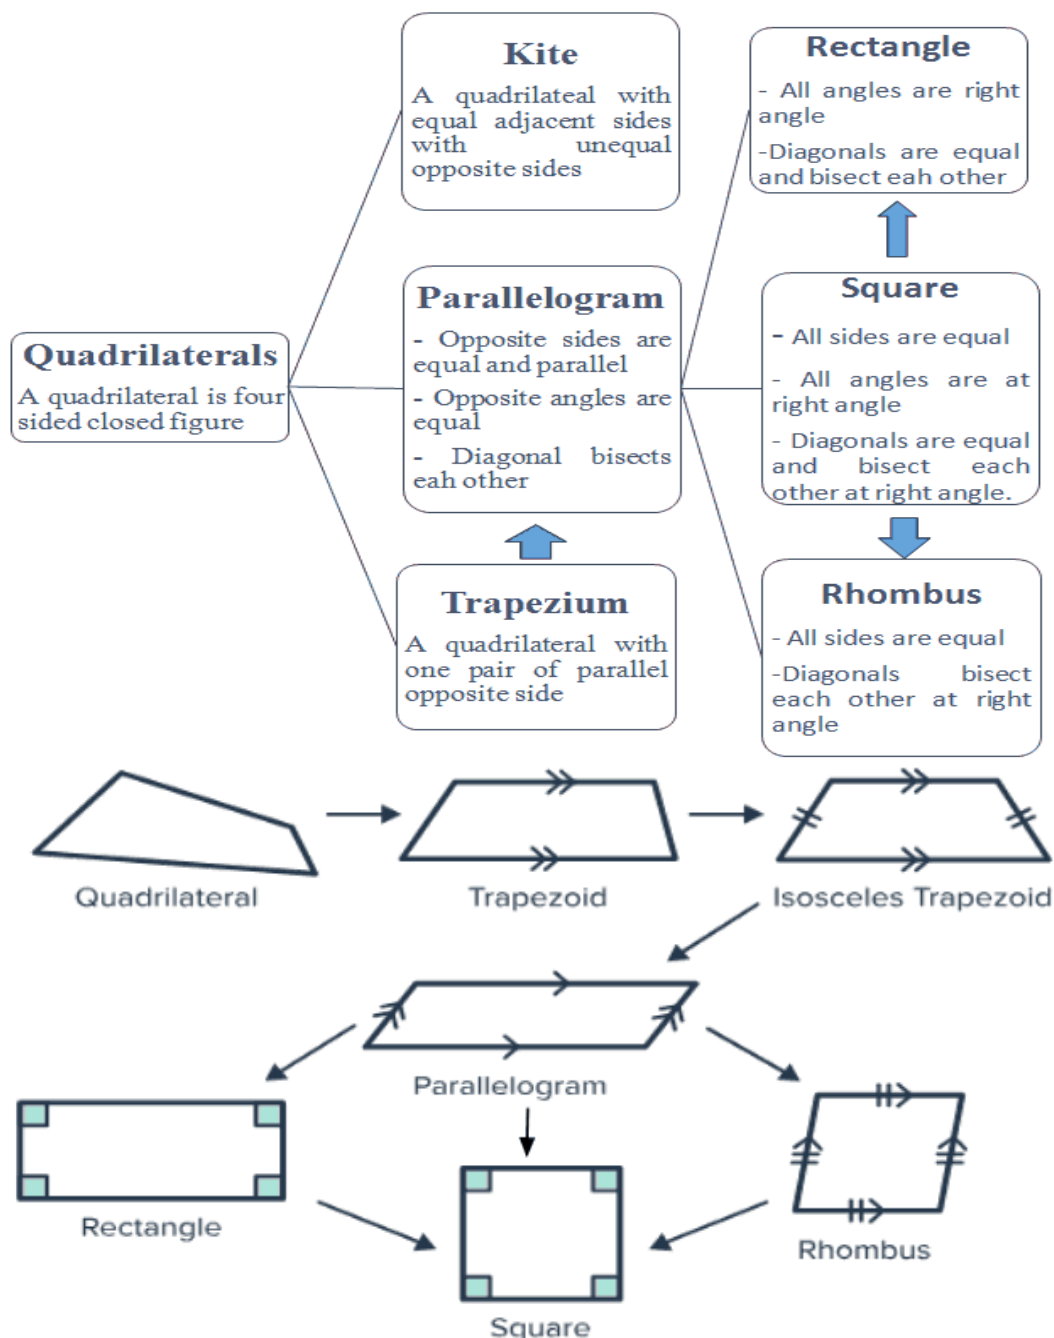 Kite
A quadrilateal with
equal adjacent sides
with unequal
opposite sides
Rectangle
- All angles are right
angle
-Diagonals are equal
and bisect eah other
Quadrilaterals
A quadrilateral is four
sided closed figure
Parallelogram
- Opposite sides are
equal and parallel
- Opposite angles are
equal
- Diagonal bisects
eah other
Square
- All sides are equal
- All angles are at
right angle
- Diagonals are equal
and bisect each
other at right angle.
Trapezium
A quadrilateral with
one pair of parallel
opposite side
Rhombus
- All sides are equal
-Diagonals bisect
each other at right
angle
Quadrilateral
Trapezoid
Isosceles Trapezoid
Parallelogram
Rectangle
Rhombus
Square